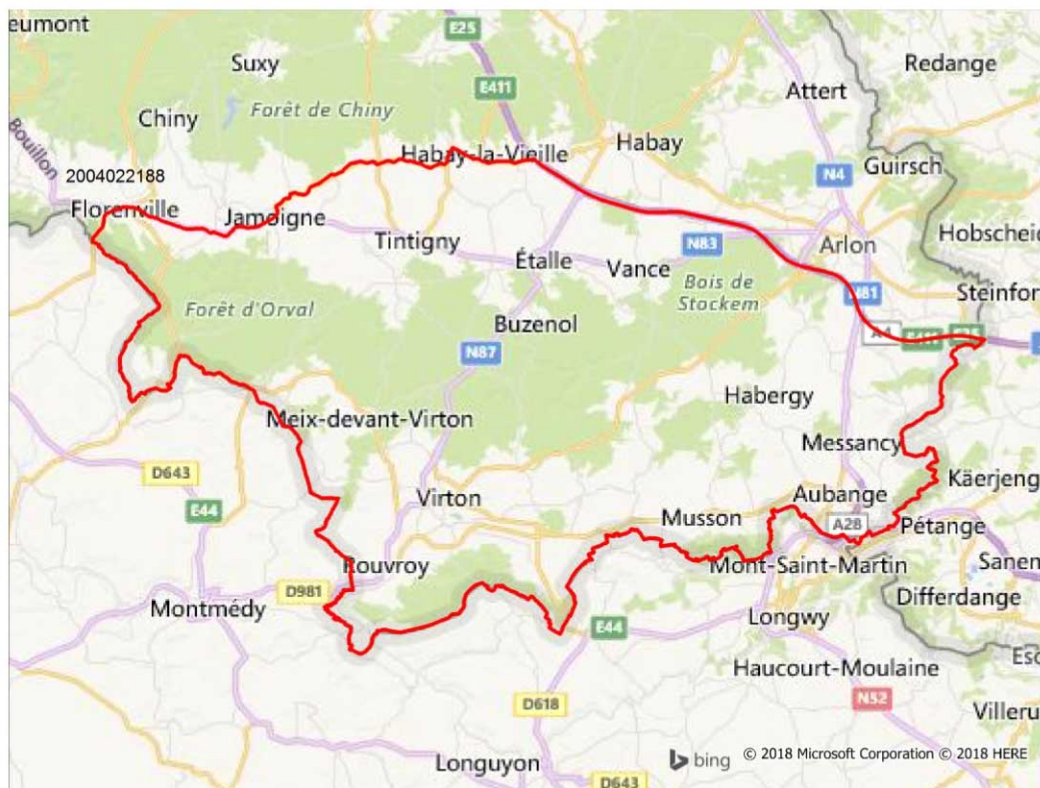 eumont
E25
Suxy
Redange
E411
Attert
Forêt de Chiny
Chiny
Habay
Bouillon
Habay-la-Vieille
Guirsch
N4
2004022188
Florenville
Jamoigne
Tintigny
N83
Arlon
Hobscheid
Étalle
Vance
Bois de
Stockem
N81
Steinfor
Forêt d'Orval
Buzenol
N87
Habergy
Meix-devant-Virton
Messancy
D643
Käerjeng
E44
Virton
Aubange
Musson
A28
Pétange
Rouvroy
Mont-Saint-Martin
Sanem
D981
Differdange
Montmédy
E44
Longwy
Haucourt-Moulaine
N52
D618
Villeru
Longuyon
bing
© 2018 Microsoft Corporation © 2018 HERE
D643